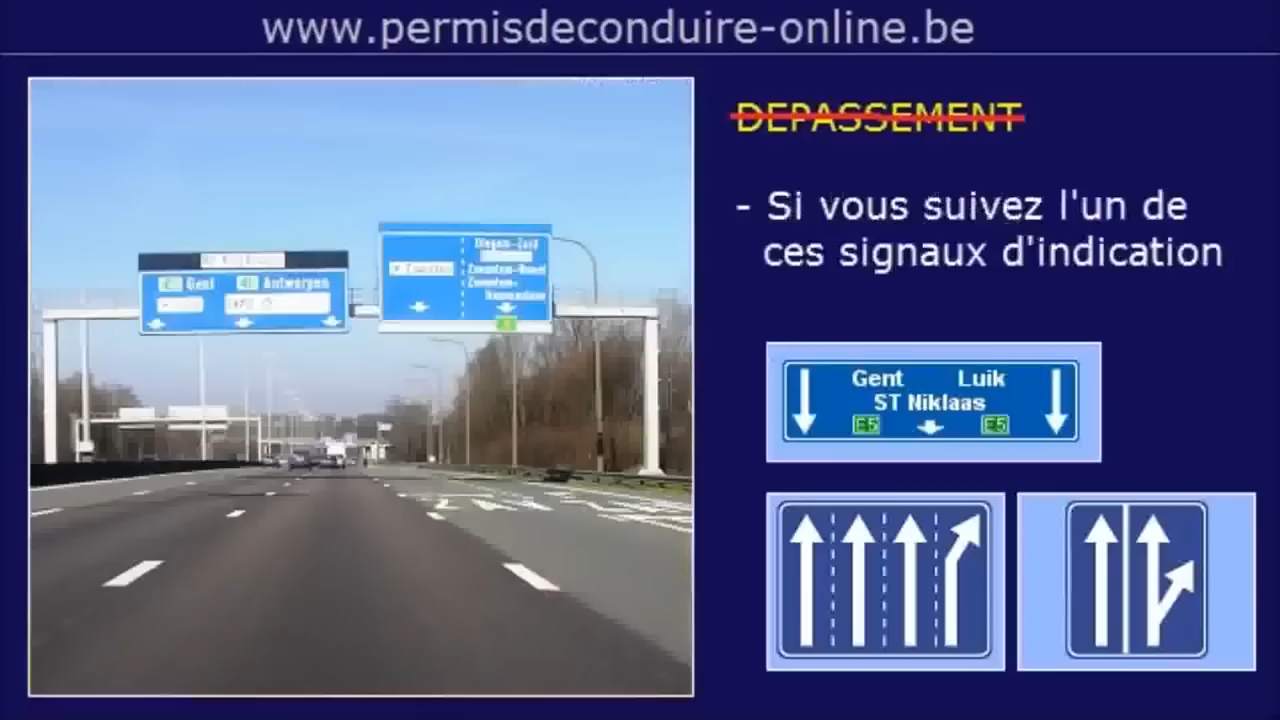 www.permisdeconduire-online.be
DEPASSEMENT
- Si vous suivez l'un de
ces signaux d'indication
Gent Antwerpen
Zaventem
Gent Luik
ST Niklaas
E5 E5